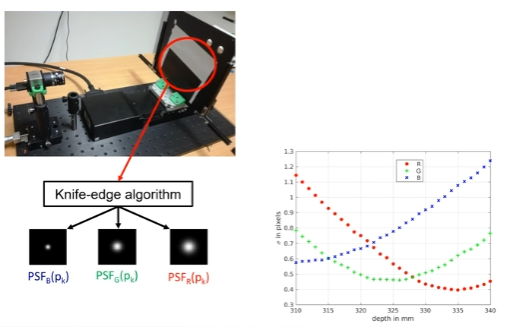 Knife-edge algorithm
PSF_B(p_k) PSF_G(p_k) PSF_R(p_k)
1.3
1.2
1.1
1
0.9
0.8
0.7
0.6
0.5
0.4
0.3
310 315 320 325 330 335 340
depth in mm
σ in pixels
R
G
B